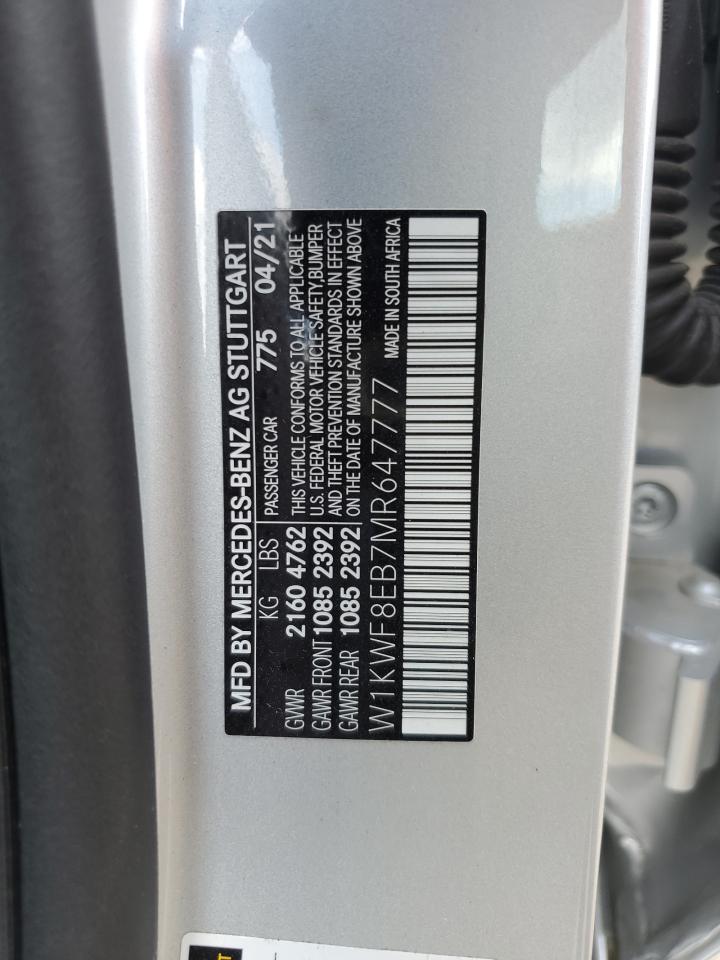 MFD BY MERCEDES-BENZ AG STUTTGART
KG LBS PASSENGER CAR 775 04/21
GVWR 2160 4762 THIS VEHICLE CONFORMS TO ALL APPLICABLE
GAWR FRONT 1085 2392 U.S. FEDERAL MOTOR VEHICLE SAFETY, BUMPER
AND THEFT PREVENTION STANDARDS IN EFFECT
GAWR REAR 1085 2392 ON THE DATE OF MANUFACTURE SHOWN ABOVE
W1KWF8EB7MR647777 MADE IN SOUTH AFRICA